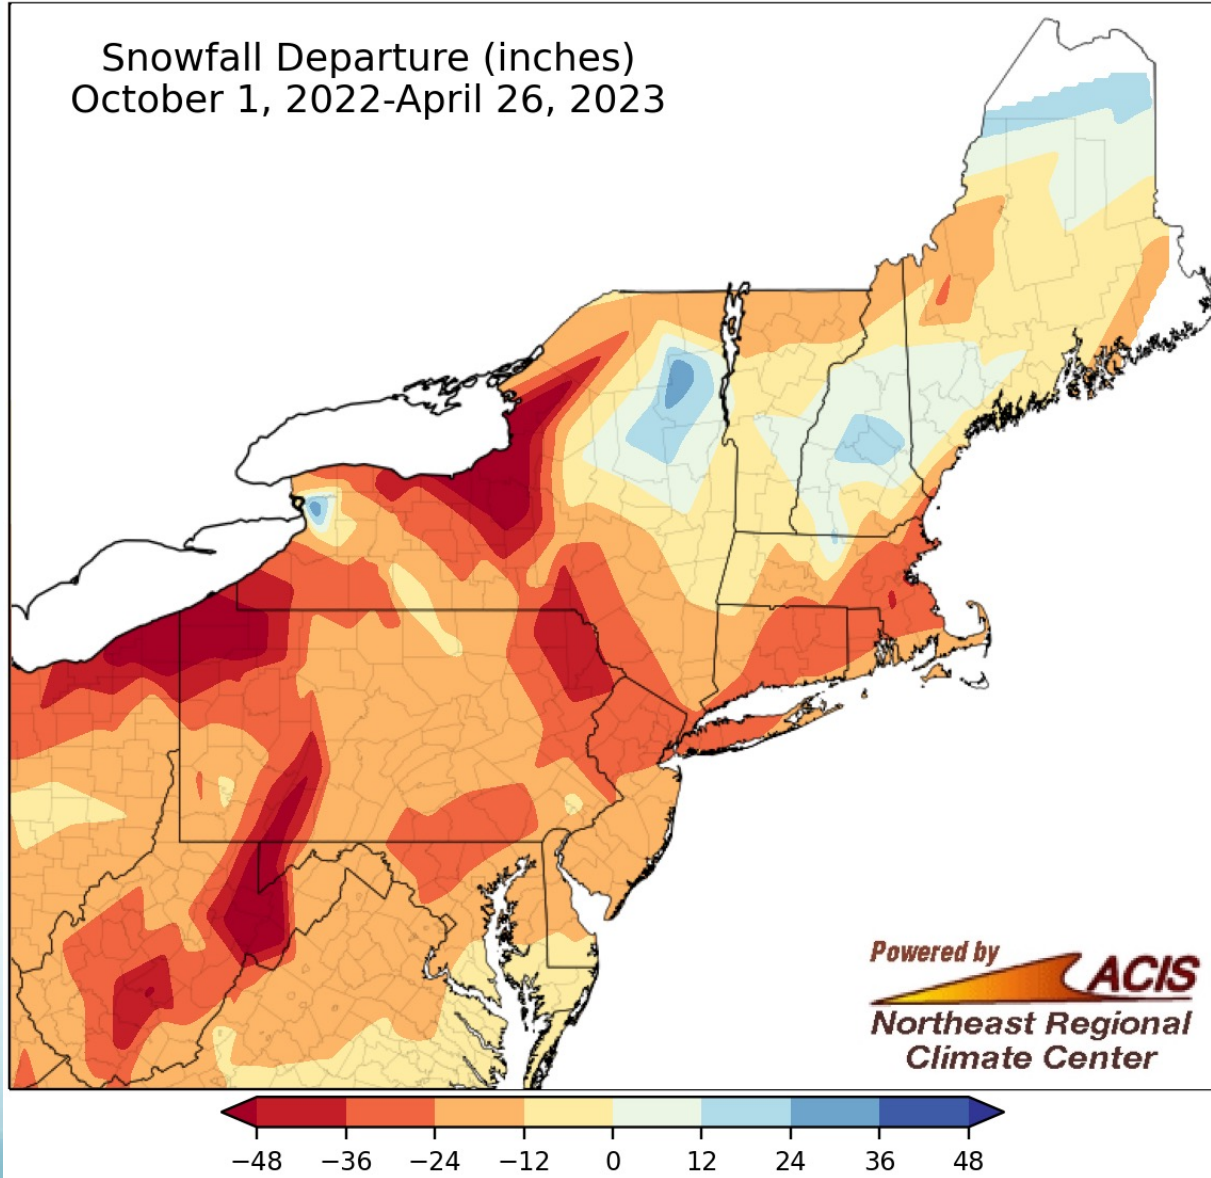 Snowfall Departure (inches)
October 1, 2022-April 26, 2023
Powered by
ACIS
Northeast Regional
Climate Center
−48 −36 −24 −12 0 12 24 36 48